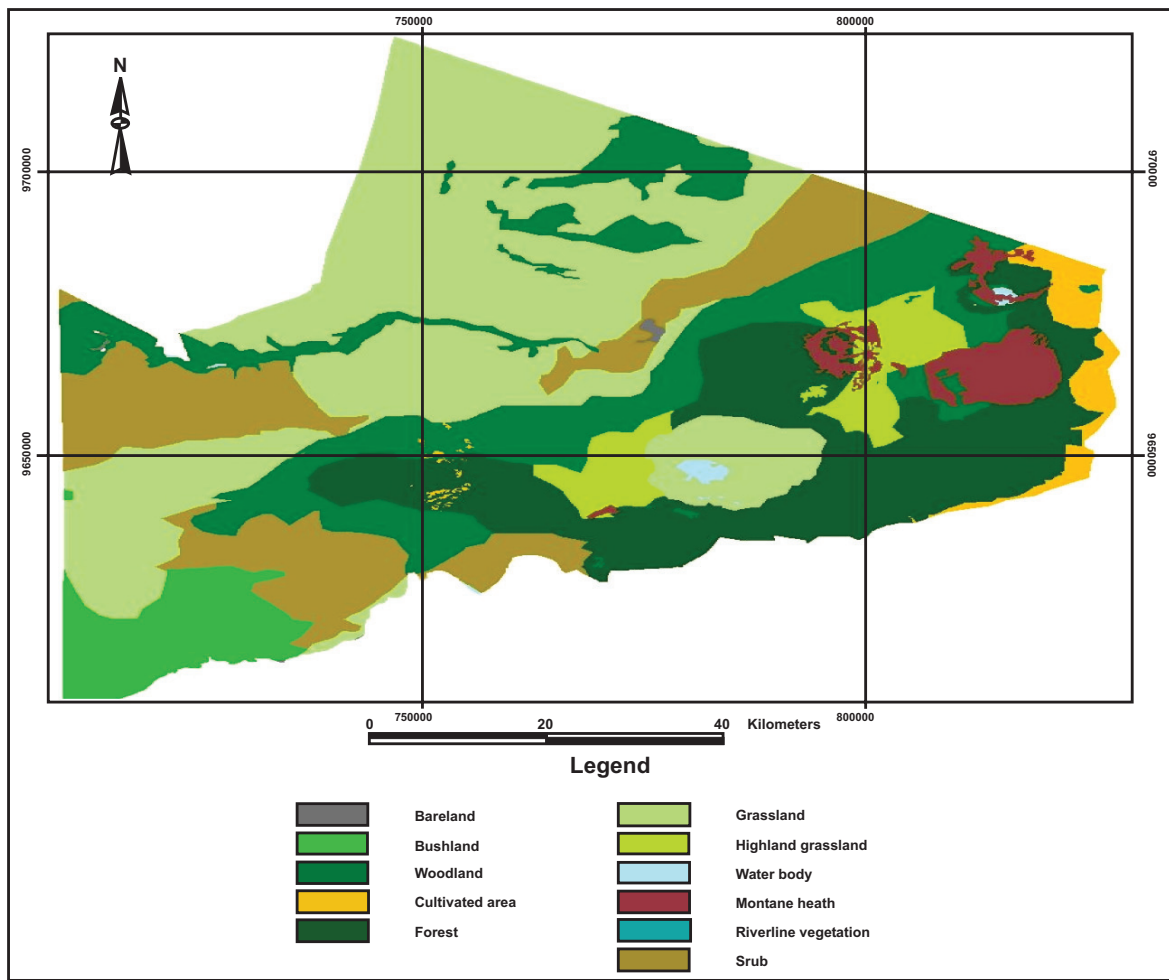 750000 800000
N
9700000 9700000
9650000 9650000
750000 800000
0 20 40 Kilometers
Legend
Bareland
Bushland
Woodland
Cultivated area
Forest
Grassland
Highland grassland
Water body
Montane heath
Riverline vegetation
Srub